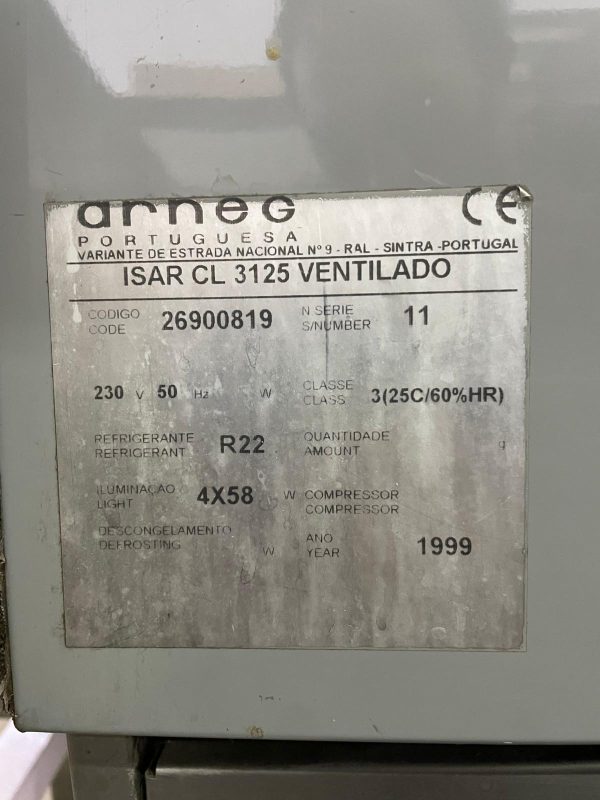 arneg CE
PORTUGUESA
VARIANTE DE ESTRADA NACIONAL Nº 9 - RAL - SINTRA -PORTUGAL
ISAR CL 3125 VENTILADO
CODIGO
CODE 26900819
N SERIE
S/NUMBER 11
230 V 50 Hz W
CLASSE
CLASS 3(25C/60%HR)
REFRIGERANTE
REFRIGERANT R22
QUANTIDADE
AMOUNT g
ILUMINAÇAO
LIGHT 4X58 W
COMPRESSOR
COMPRESSOR
DESCONGELAMENTO
DEFROSTING W
ANO
YEAR 1999